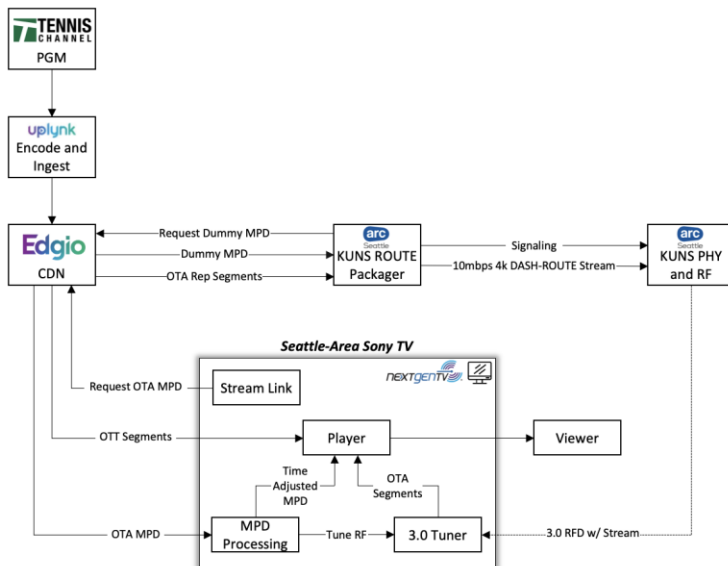 TENNIS
CHANNEL
PGM
uplynk
Encode and
Ingest
Edgio
CDN
Request Dummy MPD
Dummy MPD
OTA Rep Segments
arc
Seattle
KUNS ROUTE
Packager
Signaling
10mbps 4k DASH-ROUTE Stream
arc
Seattle
KUNS PHY
and RF
Seattle-Area Sony TV
NEXTGENTV
Request OTA MPD
Stream Link
OTT Segments
Player
Viewer
Time
Adjusted
MPD
OTA
Segments
OTA MPD
MPD
Processing
Tune RF
3.0 Tuner
3.0 RFD w/ Stream